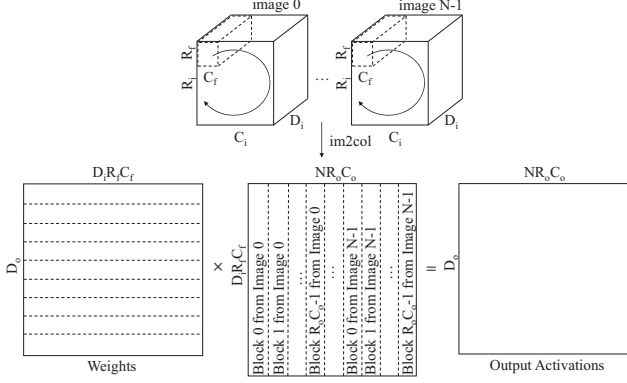 image 0
image N-1
R_f
C_f
R_i
C_i
D_i
...
R_f
C_f
R_i
C_i
D_i
im2col
D_iR_fC_f
NR_oC_o
NR_oC_o
D_o
×
D_iR_fC_f
Block 0 from Image 0
Block 1 from Image 0
...
Block R_oC_o-1 from Image 0
...
Block 0 from Image N-1
Block 1 from Image N-1
...
Block R_oC_o-1 from Image N-1
=
D_o
Weights
Output Activations